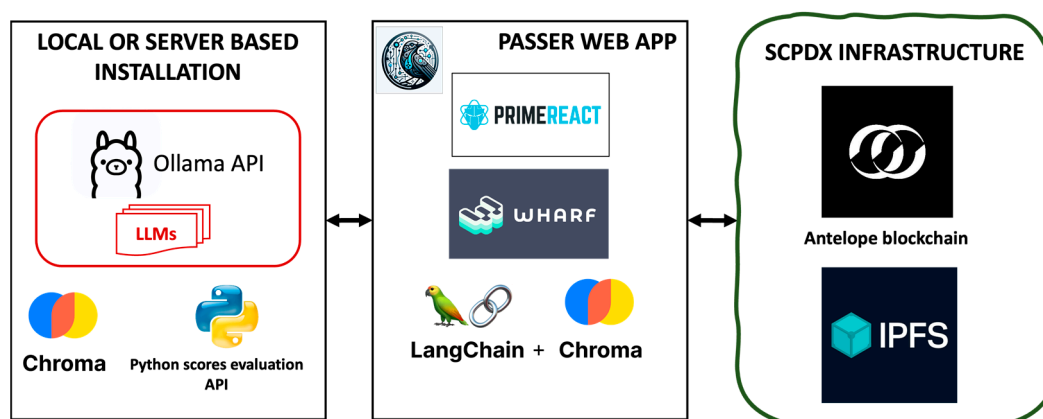 LOCAL OR SERVER BASED
INSTALLATION
Ollama API
LLMs
Chroma
Python scores evaluation
API
PASSER WEB APP
PRIMEREACT
WHARF
LangChain + Chroma
SCPDX INFRASTRUCTURE
Antelope blockchain
IPFS